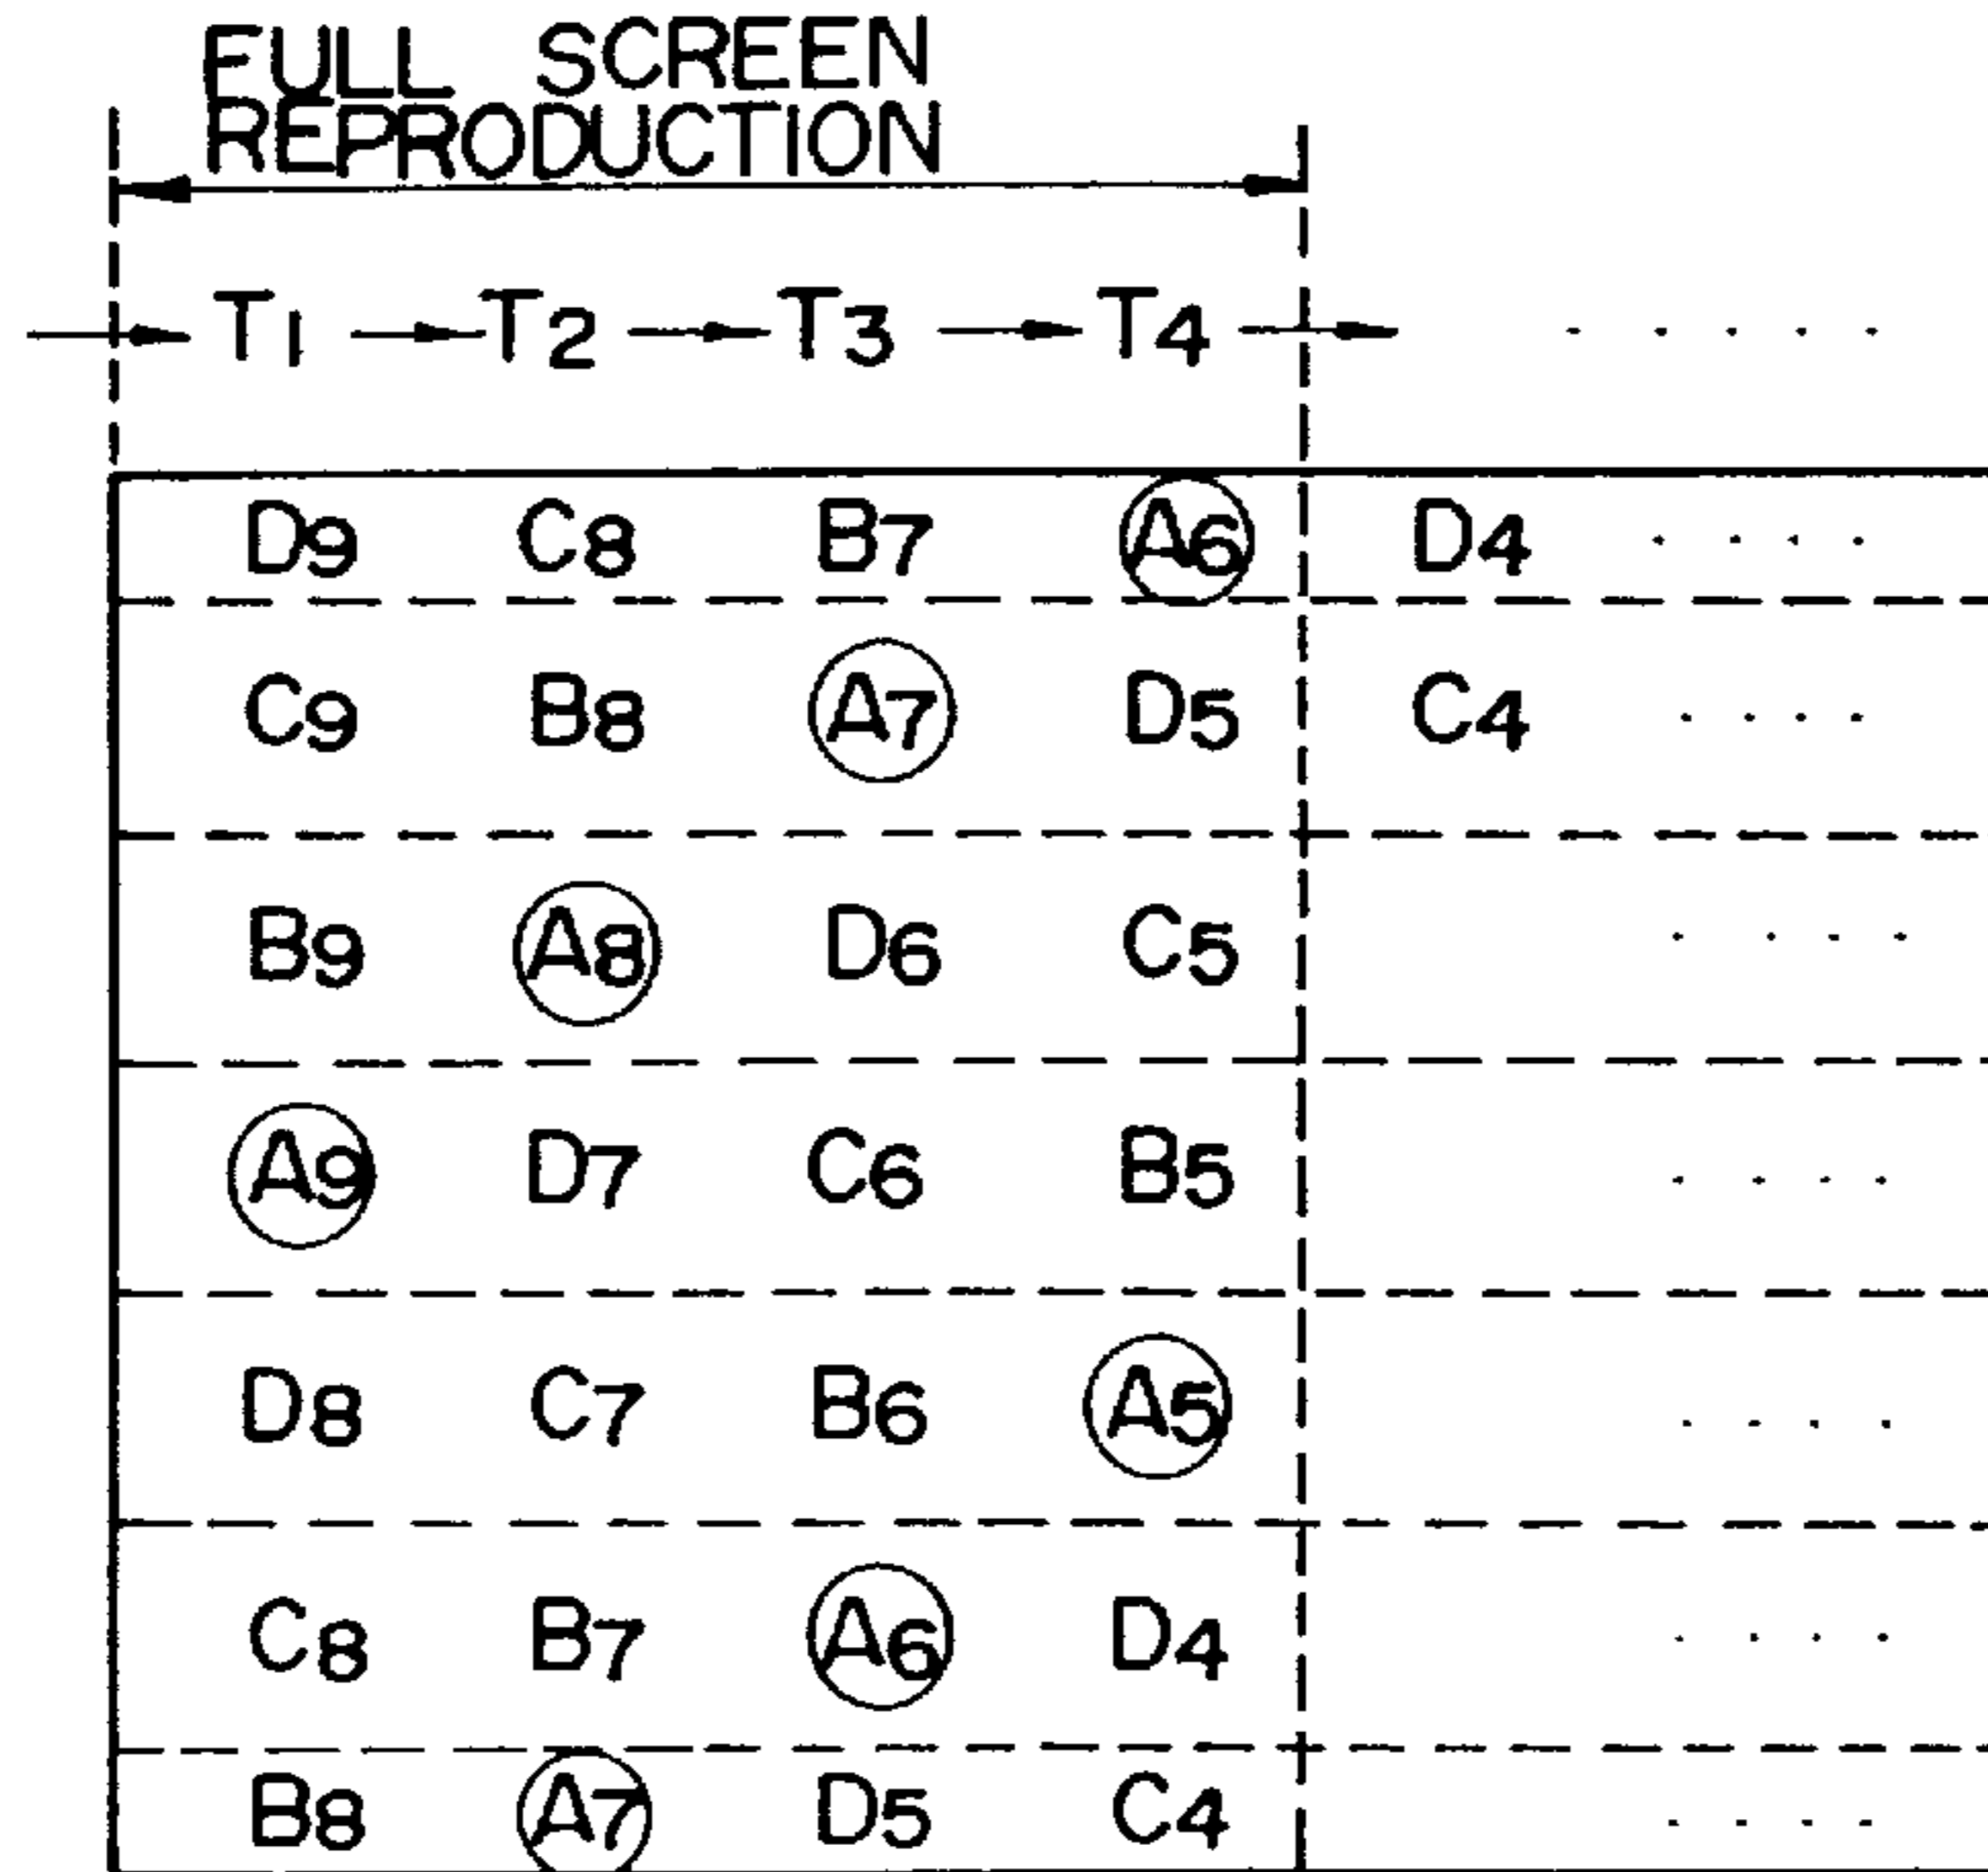 FULL SCREEN
REPRODUCTION
T1 T2 T3 T4 . . . . .
D9 C8 B7 A6 D4 . . . .
C9 B8 A7 D5 C4 . . . .
B9 A8 D6 C5 . . . .
A9 D7 C6 B5 . . . .
D8 C7 B6 A5 . . . .
C8 B7 A6 D4 . . . .
B8 A7 D5 C4 . . . .